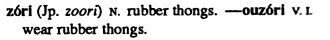 zóri (Jp. zoori) N. rubber thongs. —ouzóri V. I.
wear rubber thongs.